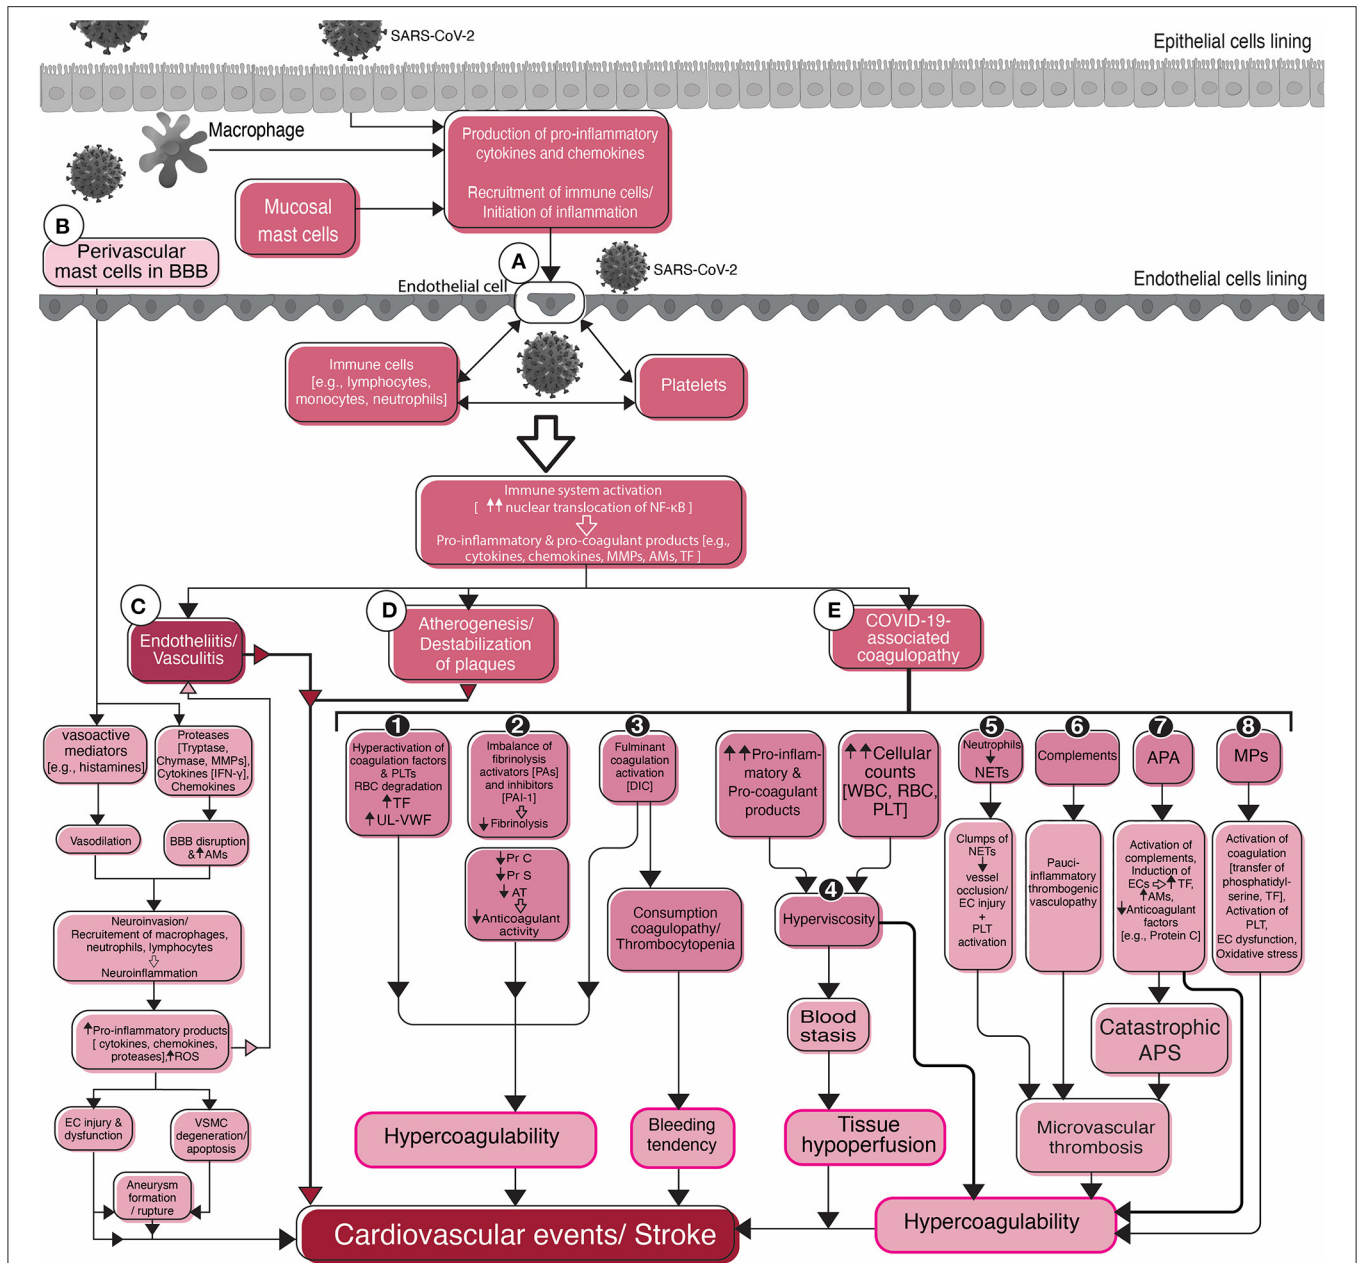 SARS-CoV-2
Epithelial cells lining
Macrophage
Production of pro-inflammatory
cytokines and chemokines
Recruitment of immune cells/
Initiation of inflammation
Mucosal
mast cells
B
Perivascular
mast cells in BBB
A
SARS-CoV-2
Endothelial cell
Endothelial cells lining
Immune cells
[e.g., lymphocytes,
monocytes, neutrophils]
Platelets
Immune system activation
[ ↑↑ nuclear translocation of NF-κB ]
Pro-inflammatory & pro-coagulant products [e.g.,
cytokines, chemokines, MMPs, AMs, TF ]
C
Endotheliitis/
Vasculitis
D
Atherogenesis/
Destabilization
of plaques
E
COVID-19-
associated
coagulopathy
vasoactive
mediators
[e.g., histamines]
Proteases
[Tryptase,
Chymase, MMPs],
Cytokines [IFN-γ],
Chemokines
Vasodilation
BBB disruption
& ↑AMs
Neuroinvasion/
Recruitement of macrophages,
neutrophils, lymphocytes
⇩
Neuroinflammation
↑Pro-inflammatory products
[ cytokines, chemokines,
proteases],↑ROS
EC injury &
dysfunction
VSMC
degeneration/
apoptosis
Aneurysm
formation
/ rupture
1
Hyperactivation of
coagulation factors
& PLTs
RBC degradation
↑TF
↑UL-VWF
2
Imbalance of
fibrinolysis
activators [PAs]
and inhibitors
[PAI-1]
⇩
↓Fibrinolysis
↓Pr C
↓Pr S
↓AT
⇩
↓Anticoagulant
activity
3
Fulminant
coagulation
activation
[DIC]
Consumption
coagulopathy/
Thrombocytopenia
↑↑Pro-inflam-
matory &
Pro-coagulant
products
↑↑Cellular
counts
[WBC, RBC,
PLT]
4
Hyperviscosity
Blood
stasis
5
Neutrophils
↓
NETs
Clumps of
NETs
↓
vessel
occlusion/
EC injury
+
PLT
activation
6
Complements
Pauci-
inflammatory
thrombogenic
vasculopathy
7
APA
Activation of
complements,
Induction of
ECs ⇨↑TF,
↑AMs,
↓Anticoagulant
factors
[e.g., Protein C]
Catastrophic
APS
8
MPs
Activation of
coagulation
[transfer of
phosphatidyl-
serine, TF],
Activation of
PLT,
EC dysfunction,
Oxidative stress
Microvascular
thrombosis
Hypercoagulability
Bleeding
tendency
Tissue
hypoperfusion
Hypercoagulability
Cardiovascular events/ Stroke